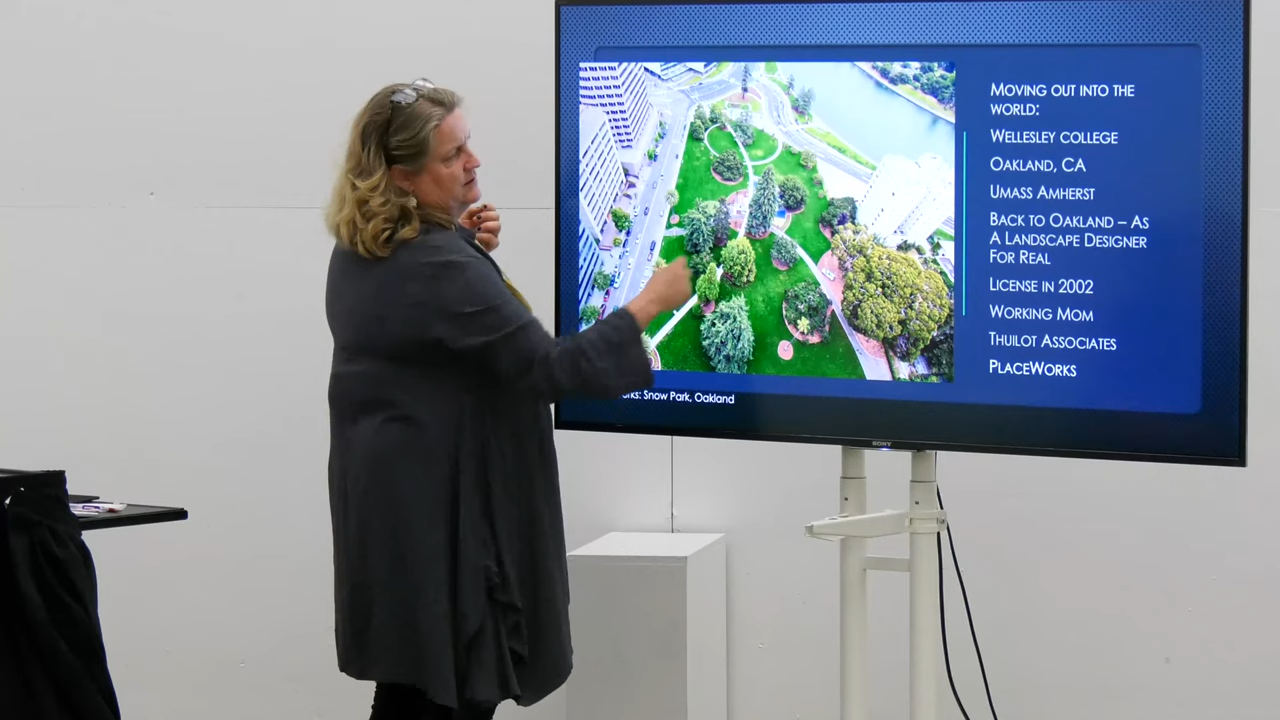 Moving out into the
world:
Wellesley college
Oakland, CA
Umass Amherst
Back to Oakland – As
A Landscape Designer
For Real
License in 2002
Working Mom
Thuilot Associates
PlaceWorks
Snow Park, Oakland
SONY